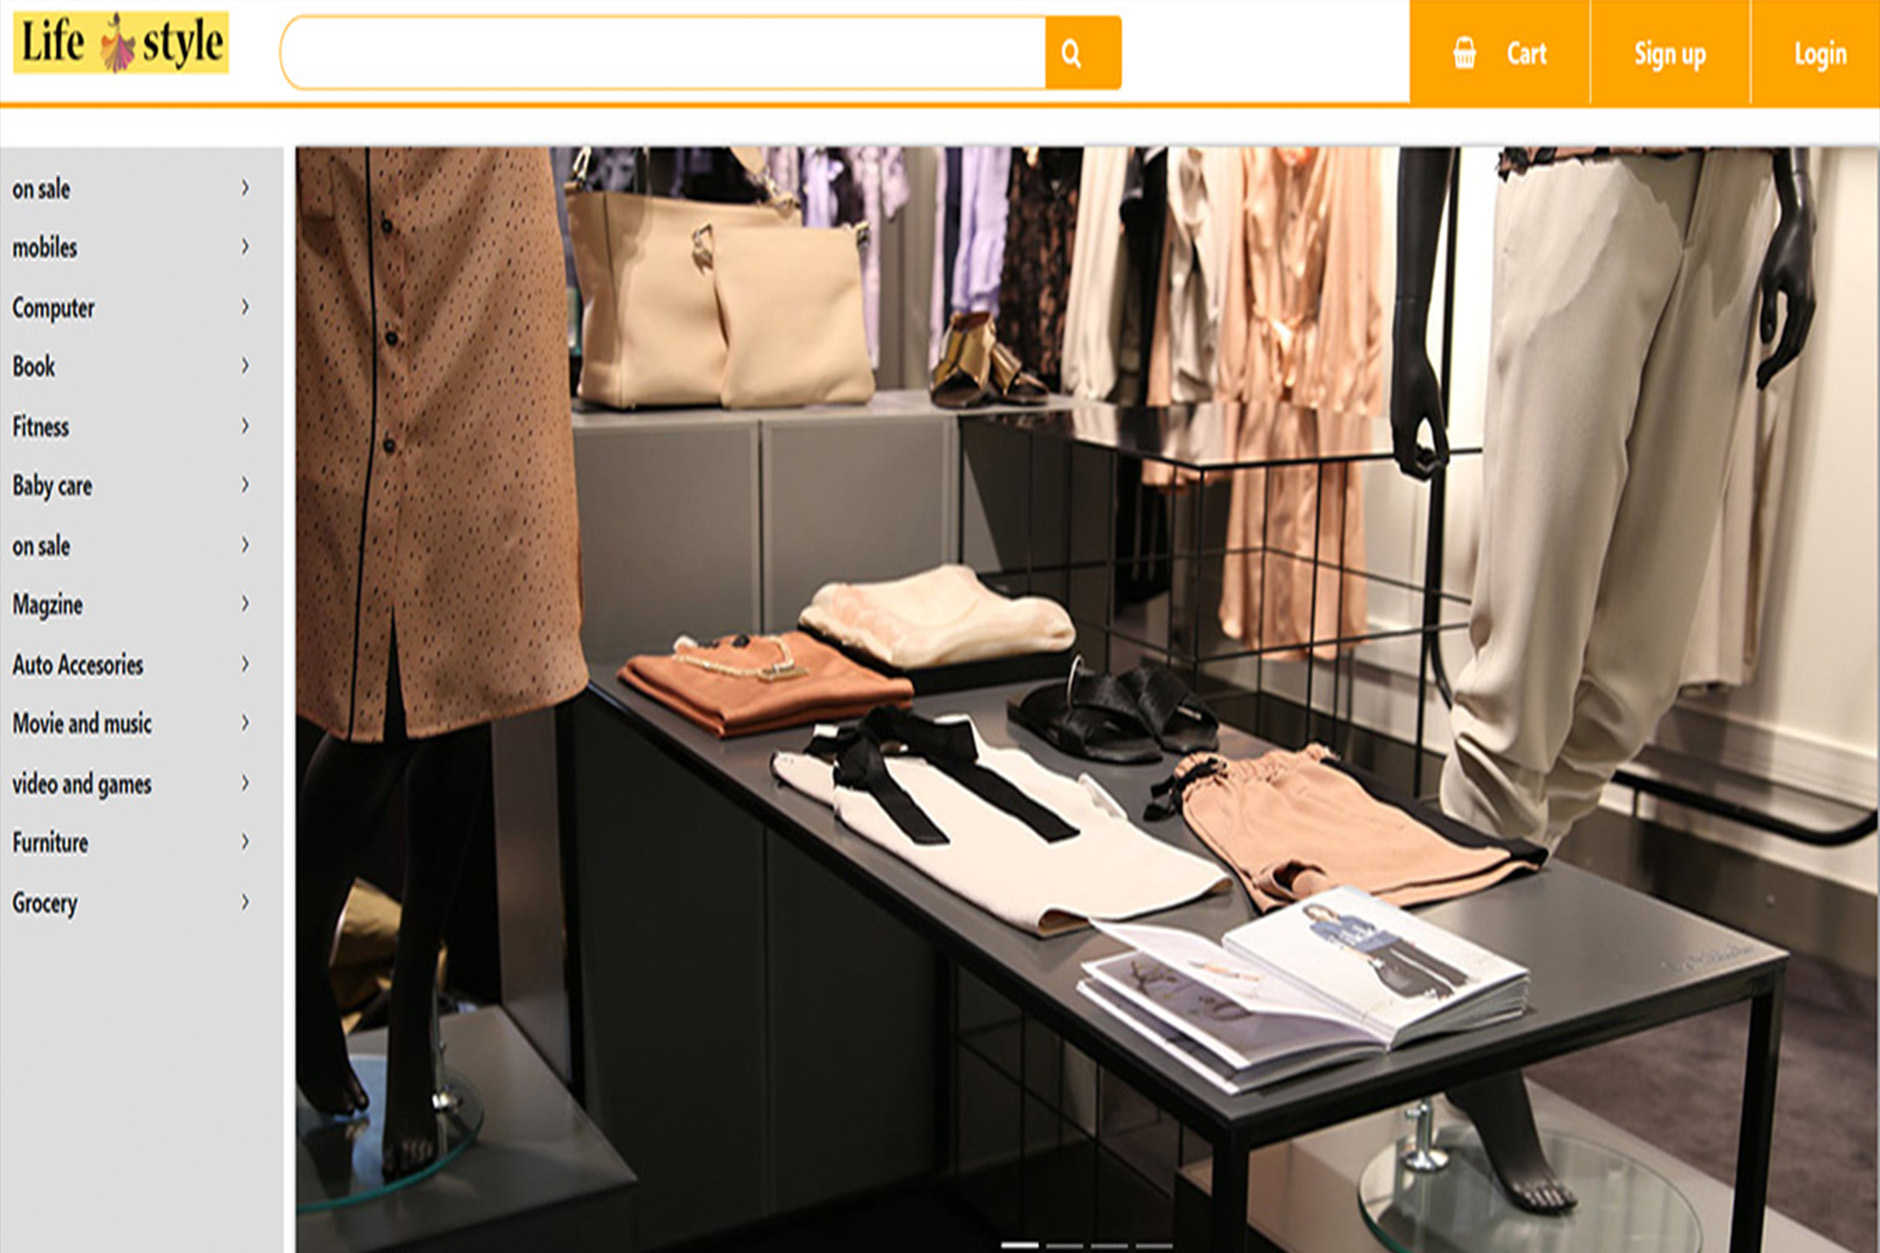 Life style
Cart
Sign up
Login
on sale
mobiles
Computer
Book
Fitness
Baby care
on sale
Magzine
Auto Accesories
Movie and music
video and games
Furniture
Grocery